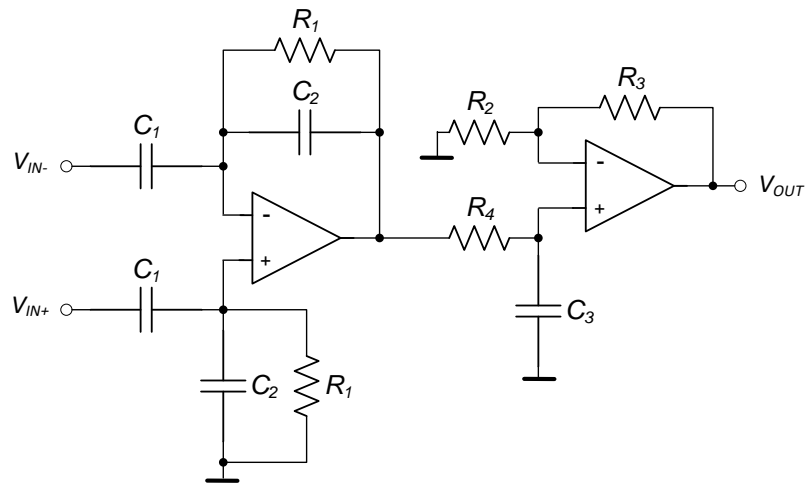 R1
C2
C1
VIN-
-
+
C1
VIN+
C2
R1
R2
R3
-
+
VOUT
R4
C3